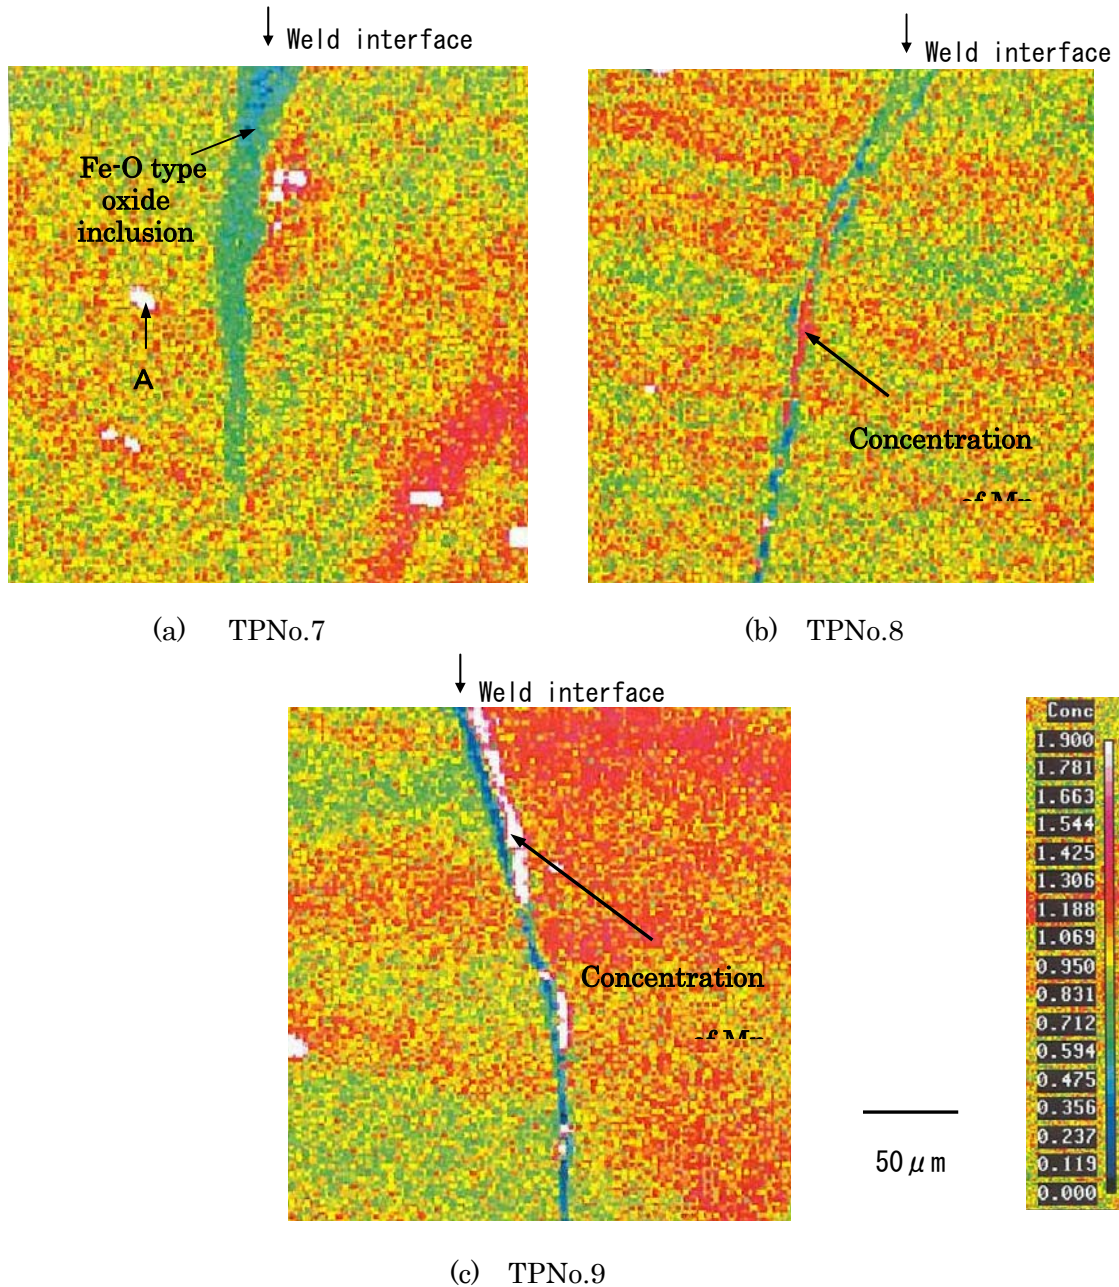 Weld interface
Weld interface
Fe-O type
oxide
inclusion
A
Concentration
(a) TPNo.7
(b) TPNo.8
Weld interface
Concentration
50μm
Conc
1.900
1.781
1.663
1.544
1.425
1.306
1.188
1.069
0.950
0.831
0.712
0.594
0.475
0.356
0.237
0.119
0.000
(c) TPNo.9